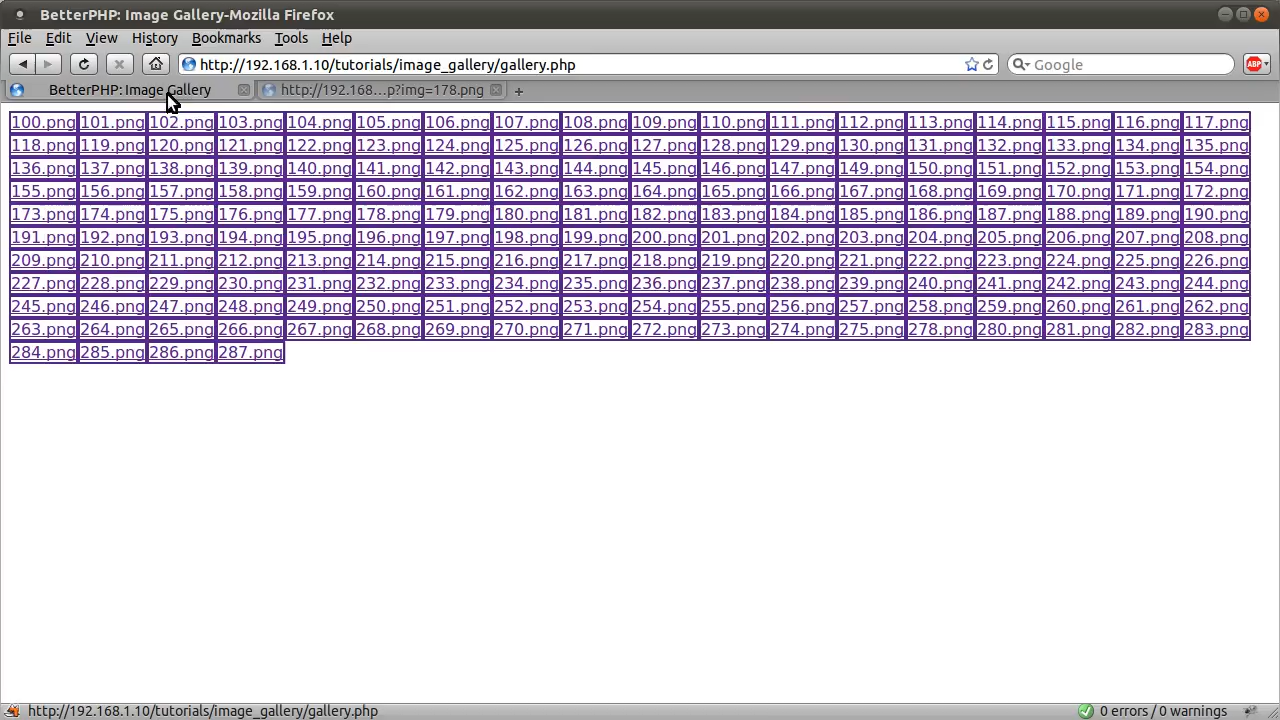 BetterPHP: Image Gallery-Mozilla Firefox
File Edit View History Bookmarks Tools Help
http://192.168.1.10/tutorials/image_gallery/gallery.php Google ABP
BetterPHP: Image Gallery http://192.168...p?img=178.png
100.png 101.png 102.png 103.png 104.png 105.png 106.png 107.png 108.png 109.png 110.png 111.png 112.png 113.png 114.png 115.png 116.png 117.png
118.png 119.png 120.png 121.png 122.png 123.png 124.png 125.png 126.png 127.png 128.png 129.png 130.png 131.png 132.png 133.png 134.png 135.png
136.png 137.png 138.png 139.png 140.png 141.png 142.png 143.png 144.png 145.png 146.png 147.png 149.png 150.png 151.png 152.png 153.png 154.png
155.png 156.png 157.png 158.png 159.png 160.png 161.png 162.png 163.png 164.png 165.png 166.png 167.png 168.png 169.png 170.png 171.png 172.png
173.png 174.png 175.png 176.png 177.png 178.png 179.png 180.png 181.png 182.png 183.png 184.png 185.png 186.png 187.png 188.png 189.png 190.png
191.png 192.png 193.png 194.png 195.png 196.png 197.png 198.png 199.png 200.png 201.png 202.png 203.png 204.png 205.png 206.png 207.png 208.png
209.png 210.png 211.png 212.png 213.png 214.png 215.png 216.png 217.png 218.png 219.png 220.png 221.png 222.png 223.png 224.png 225.png 226.png
227.png 228.png 229.png 230.png 231.png 232.png 233.png 234.png 235.png 236.png 237.png 238.png 239.png 240.png 241.png 242.png 243.png 244.png
245.png 246.png 247.png 248.png 249.png 250.png 251.png 252.png 253.png 254.png 255.png 256.png 257.png 258.png 259.png 260.png 261.png 262.png
263.png 264.png 265.png 266.png 267.png 268.png 269.png 270.png 271.png 272.png 273.png 274.png 275.png 278.png 280.png 281.png 282.png 283.png
284.png 285.png 286.png 287.png
http://192.168.1.10/tutorials/image_gallery/gallery.php 0 errors / 0 warnings